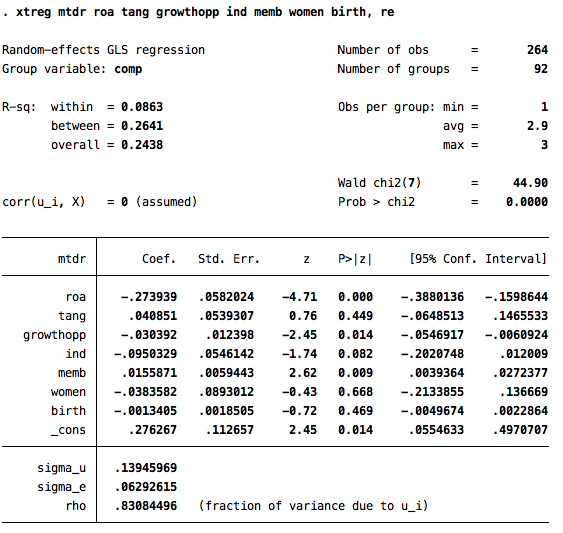 . xtreg mtdr roa tang growthopp ind memb women birth, re
Random-effects GLS regression Number of obs = 264
Group variable: comp Number of groups = 92
R-sq: within = 0.0863 Obs per group: min = 1
between = 0.2641 avg = 2.9
overall = 0.2438 max = 3
Wald chi2(7) = 44.90
corr(u_i, X) = 0 (assumed) Prob > chi2 = 0.0000
mtdr Coef. Std. Err. z P>|z| [95% Conf. Interval]
roa -.273939 .0582024 -4.71 0.000 -.3880136 -.1598644
tang .040851 .0539307 0.76 0.449 -.0648513 .1465533
growthopp -.030392 .012398 -2.45 0.014 -.0546917 -.0060924
ind -.0950329 .0546142 -1.74 0.082 -.2020748 .012009
memb .0155871 .0059443 2.62 0.009 .0039364 .0272377
women -.0383582 .0893012 -0.43 0.668 -.2133855 .136669
birth -.0013405 .0018505 -0.72 0.469 -.0049674 .0022864
_cons .276267 .112657 2.45 0.014 .0554633 .4970707
sigma_u .13945969
sigma_e .06292615
rho .83084496 (fraction of variance due to u_i)